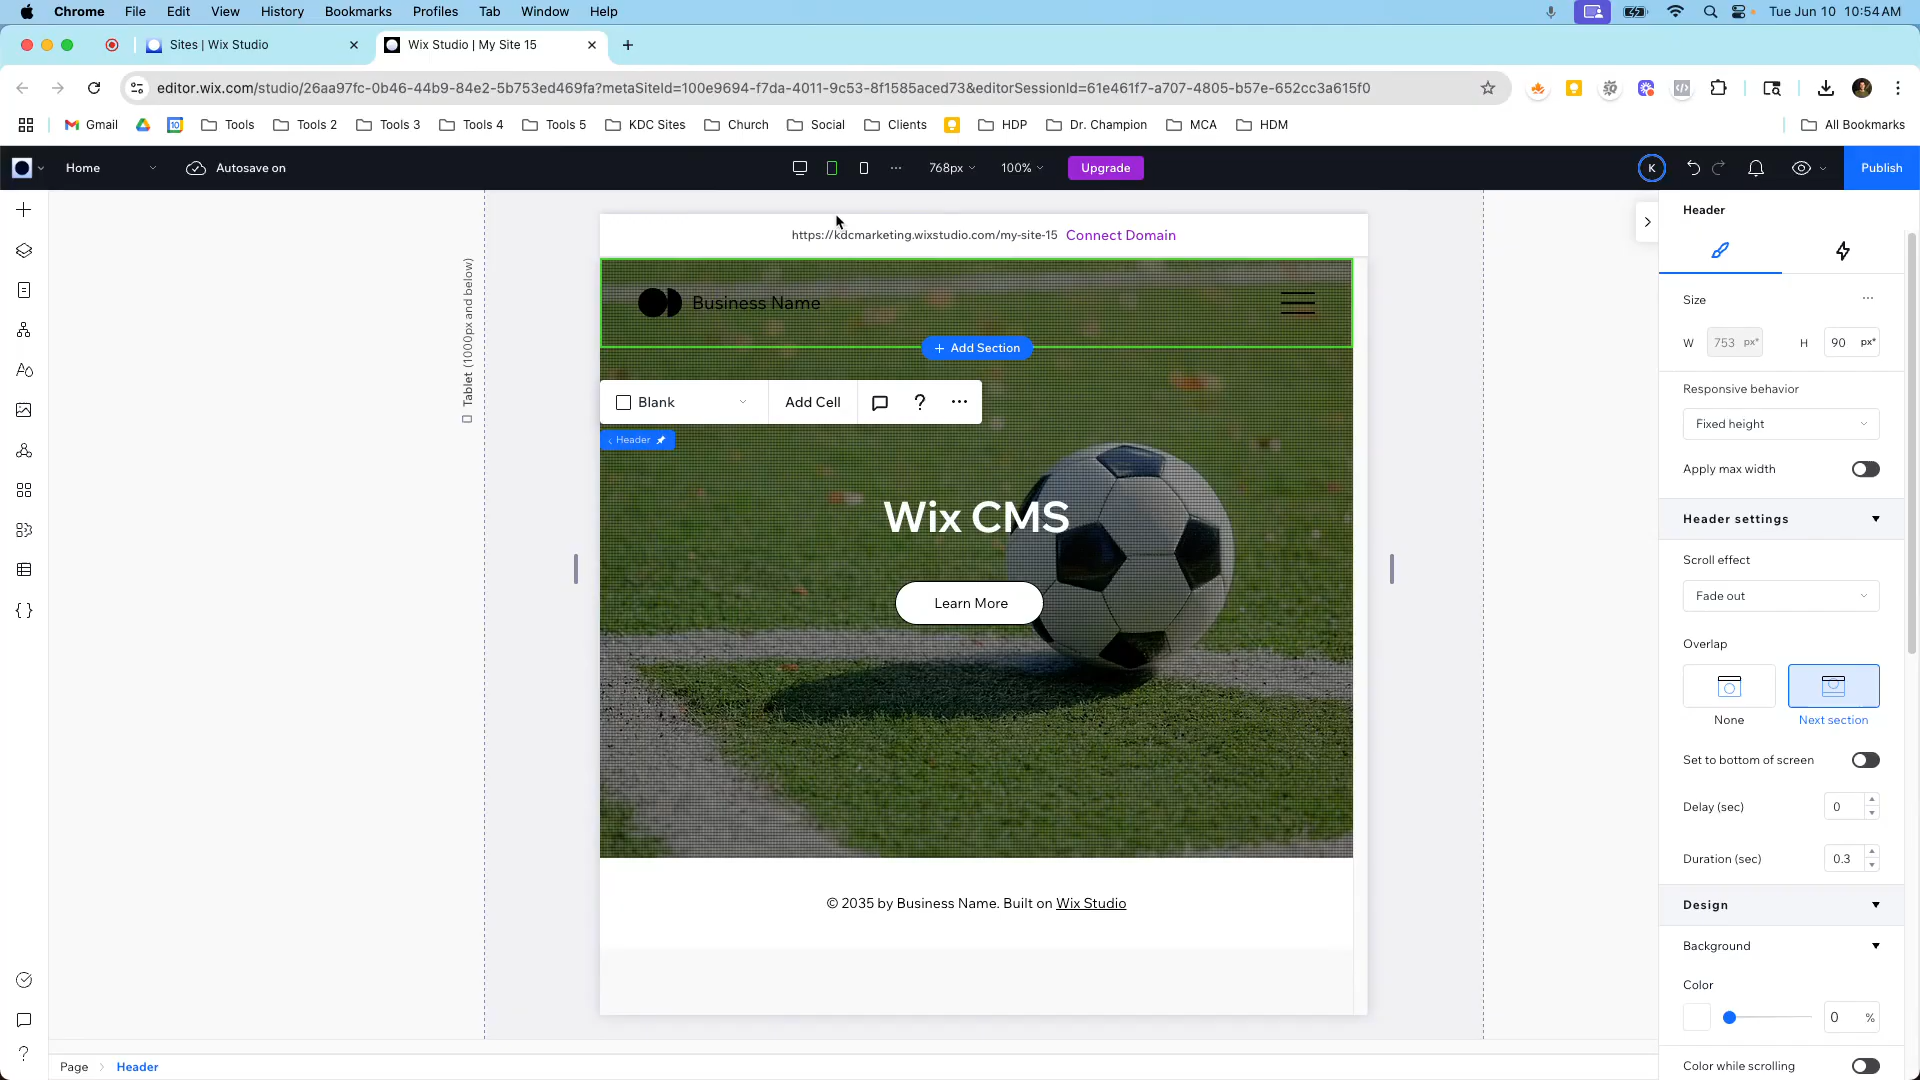 Chrome File Edit View History Bookmarks Profiles Tab Window Help Tue Jun 10 10:54 AM
Sites | Wix Studio Wix Studio | My Site 15
editor.wix.com/studio/26aa97fc-0b46-44b9-84e2-5b753ed469fa?metaSiteId=100e9694-f7da-4011-9c53-8f1585aced73&editorSessionId=61e461f7-a707-4805-b57e-652cc3a615f0
Gmail 10 Tools Tools 2 Tools 3 Tools 4 Tools 5 KDC Sites Church Social Clients HDP Dr. Champion MCA HDM All Bookmarks
Home Autosave on 768px 100% Upgrade K Publish
Header
https://kdcmarketing.wixstudio.com/my-site-15 Connect Domain
Tablet (1000px and below)
Business Name
Add Section
Blank Add Cell
Header
Wix CMS
Learn More
© 2035 by Business Name. Built on Wix Studio
Size
W 753 px* H 90 px*
Responsive behavior
Fixed height
Apply max width
Header settings
Scroll effect
Fade out
Overlap
None Next section
Set to bottom of screen
Delay (sec) 0
Duration (sec) 0.3
Design
Background
Color
0 %
Color while scrolling
Page Header